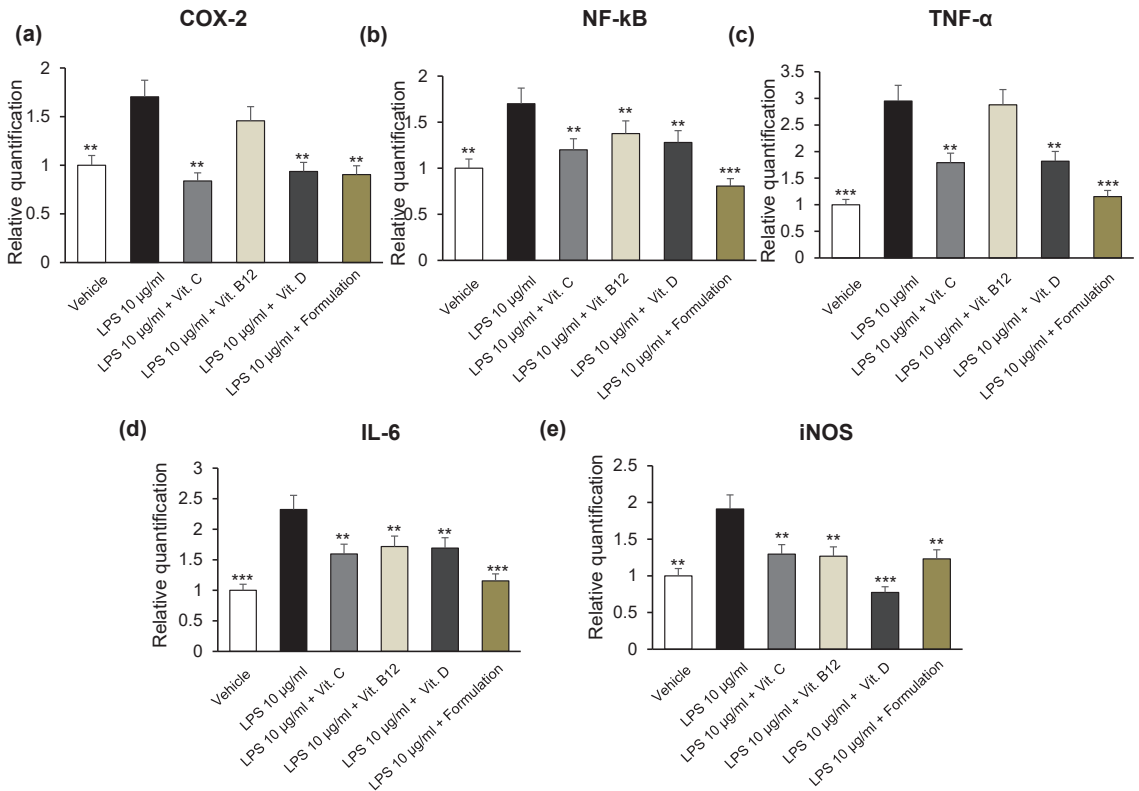 COX-2
(a)
Relative quantification
2
1.5
1
0.5
0
**
**
**
**
Vehicle
LPS 10 µg/ml
LPS 10 µg/ml + Vit. C
LPS 10 µg/ml + Vit. B12
LPS 10 µg/ml + Vit. D
LPS 10 µg/ml + Formulation
NF-kB
(b)
Relative quantification
2
1.5
1
0.5
0
**
**
**
**
***
Vehicle
LPS 10 µg/ml
LPS 10 µg/ml + Vit. C
LPS 10 µg/ml + Vit. B12
LPS 10 µg/ml + Vit. D
LPS 10 µg/ml + Formulation
TNF-α
(c)
Relative quantification
3.5
3
2.5
2
1.5
1
0.5
0
***
**
**
***
Vehicle
LPS 10 µg/ml
LPS 10 µg/ml + Vit. C
LPS 10 µg/ml + Vit. B12
LPS 10 µg/ml + Vit. D
LPS 10 µg/ml + Formulation
IL-6
(d)
Relative quantification
3
2.5
2
1.5
1
0.5
0
***
**
**
**
***
Vehicle
LPS 10 µg/ml
LPS 10 µg/ml + Vit. C
LPS 10 µg/ml + Vit. B12
LPS 10 µg/ml + Vit. D
LPS 10 µg/ml + Formulation
iNOS
(e)
Relative quantification
2.5
2
1.5
1
0.5
0
**
**
**
***
**
Vehicle
LPS 10 µg/ml
LPS 10 µg/ml + Vit. C
LPS 10 µg/ml + Vit. B12
LPS 10 µg/ml + Vit. D
LPS 10 µg/ml + Formulation